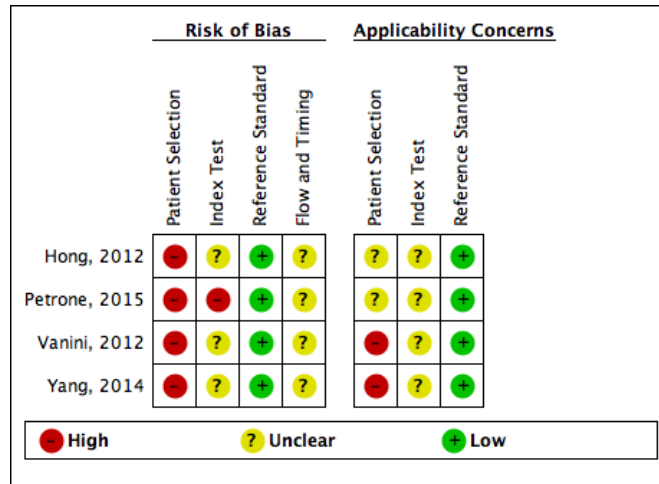 Risk of Bias Applicability Concerns
Patient Selection
Index Test
Reference Standard
Flow and Timing
Patient Selection
Index Test
Reference Standard
Hong, 2012 - ? + ? ? ? +
Petrone, 2015 - - + ? ? ? +
Vanini, 2012 - ? + ? - ? +
Yang, 2014 - ? + ? - ? +
- High ? Unclear + Low